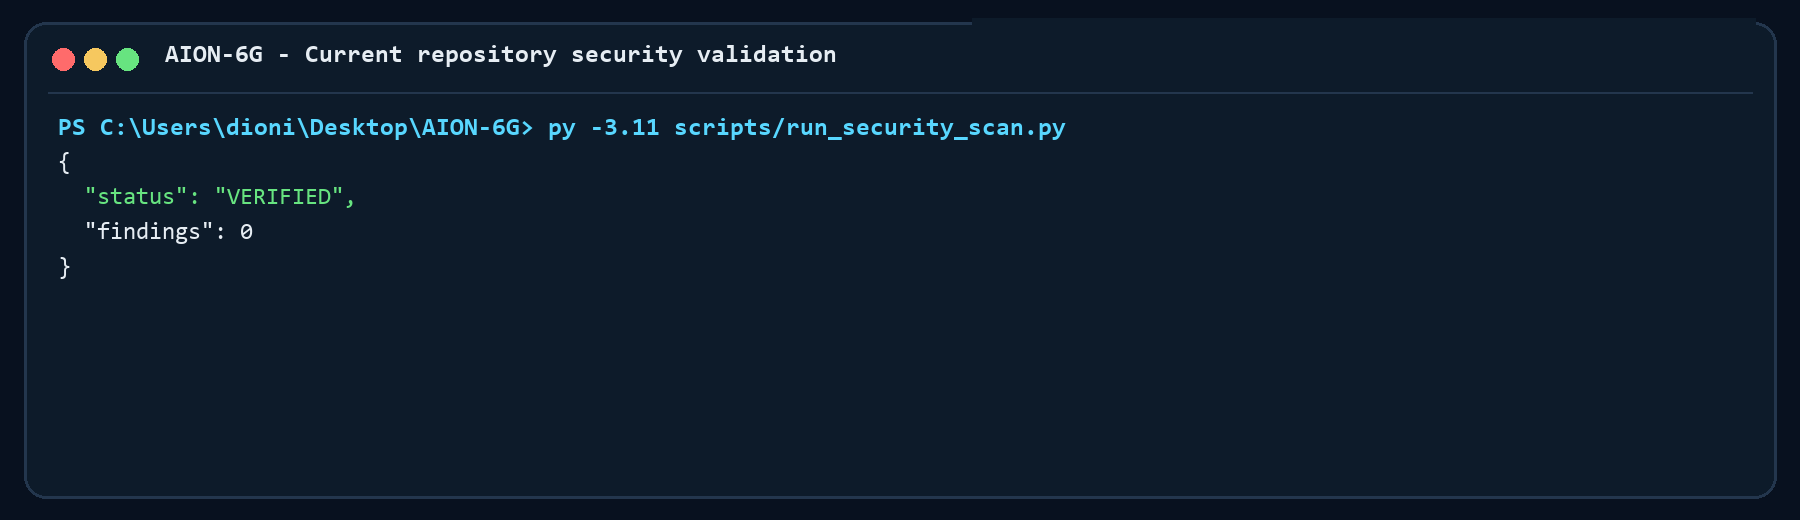 AION-6G - Current repository security validation
PS C:\Users\dioni\Desktop\AION-6G> py -3.11 scripts/run_security_scan.py
{
  "status": "VERIFIED",
  "findings": 0
}